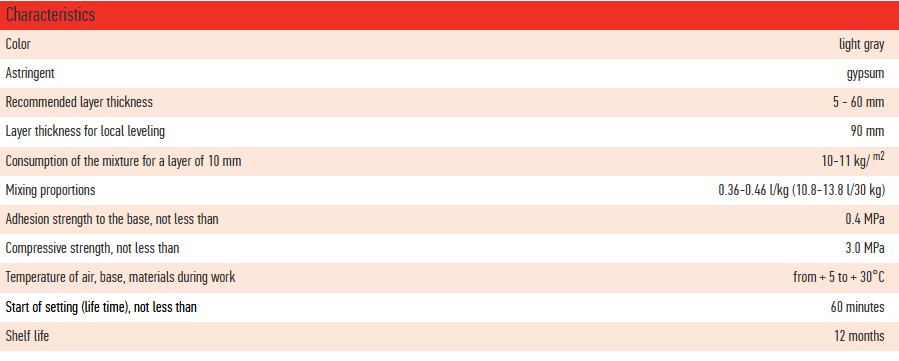 Characteristics
Color light gray
Astringent gypsum
Recommended layer thickness 5 - 60 mm
Layer thickness for local leveling 90 mm
Consumption of the mixture for a layer of 10 mm 10-11 kg/ m2
Mixing proportions 0.36-0.46 l/kg (10.8-13.8 l/30 kg)
Adhesion strength to the base, not less than 0.4 MPa
Compressive strength, not less than 3.0 MPa
Temperature of air, base, materials during work from + 5 to + 30°C
Start of setting (life time), not less than 60 minutes
Shelf life 12 months